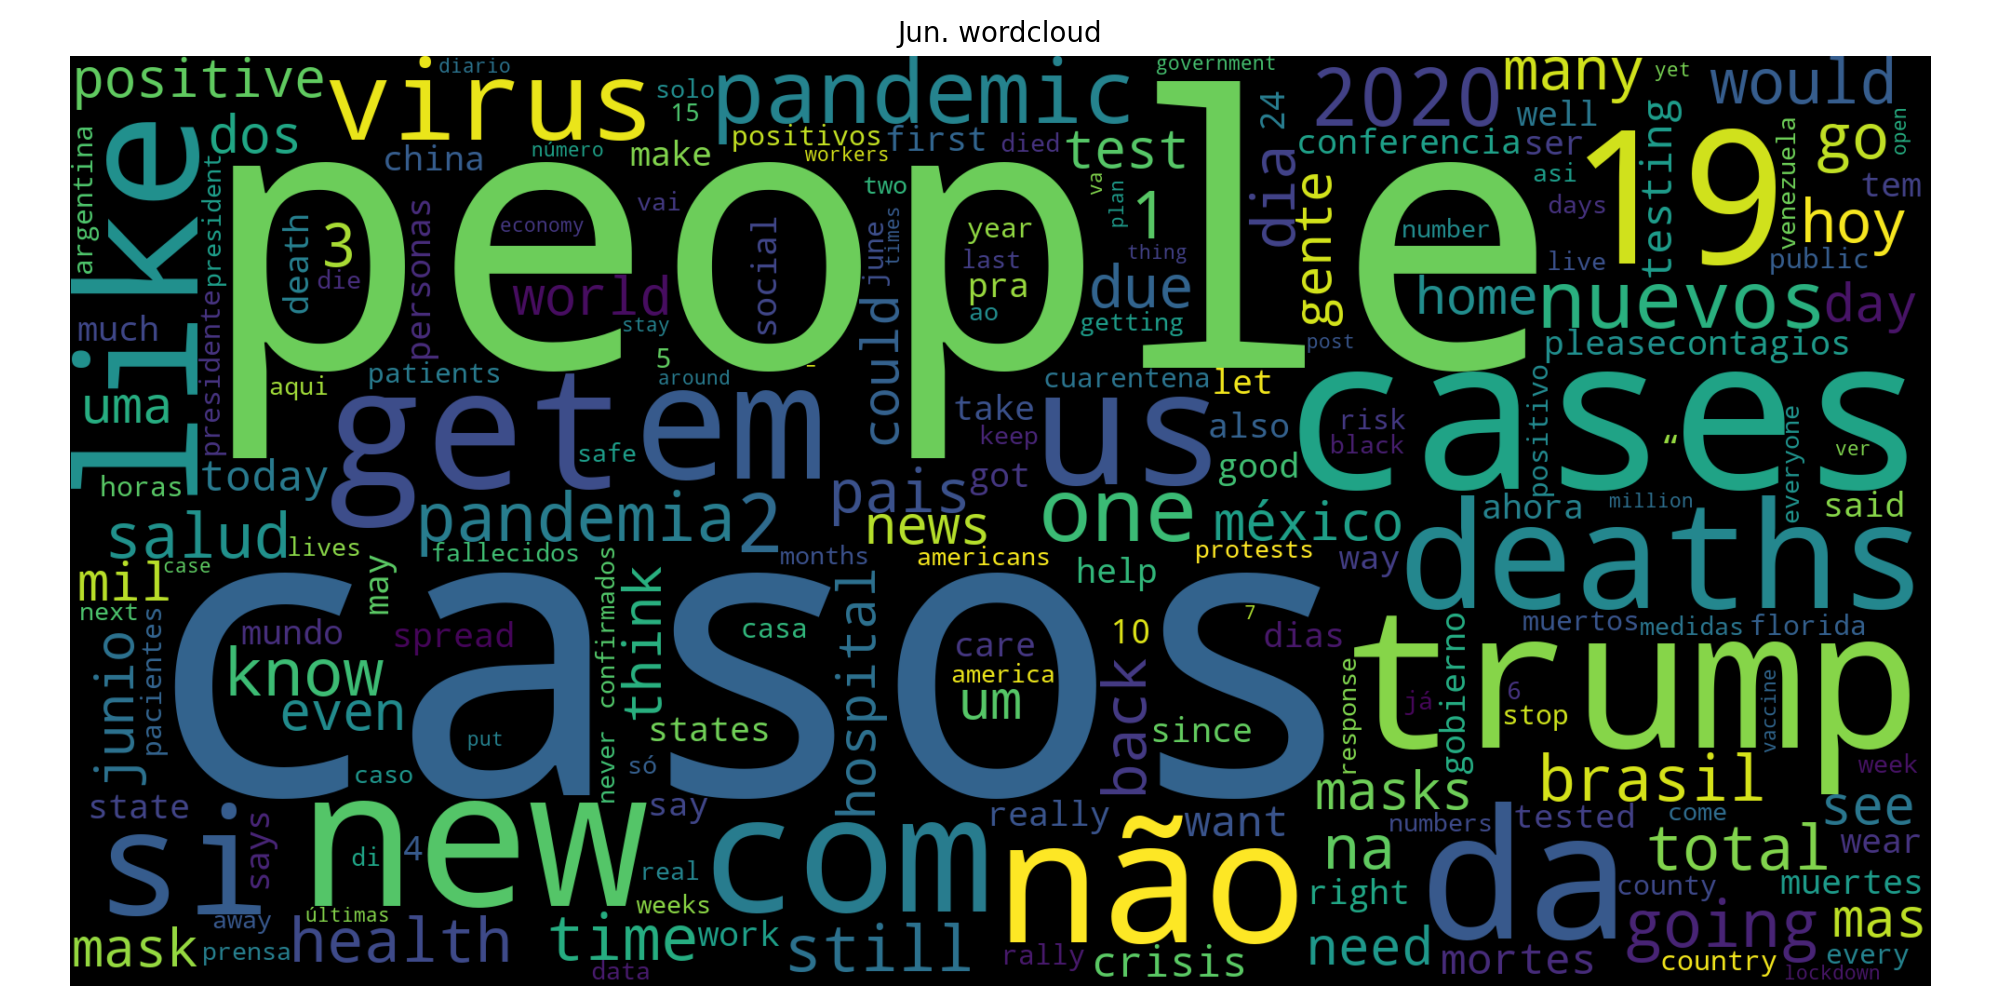 Jun. wordcloud
positive
virus
diario
solo
15
pandemic
government
24
2020
many
yet
would
argentina
like
dos
president
china
número
make
positivos
workers
first
died
test
conferencia
ser
well
testing
venezuela
go
open
people
19
asi
tem
two
va
plan
1
dia
gente
days
hoy
death
3
die
personas
economy
vai
social
june
times
year
last
pra
ao
thing
due
number
live
public
world
stay
could
getting
home
nuevos
day
much
presidente
5
post
please
contagios
uma
aqui
patients
around
cuarentena
let
cases
get
em
take
us
also
risk
black
positivo
everyone
“
ver
keep
safe
horas
today
pais
got
good
ahora
million
said
salud
pandemia
2
news
one
méxico
deaths
lives
case
fallecidos
months
americans
protests
way
mil
next
may
confirmados
think
help
casos
7
hospital
10
junio
pacientes
mundo
spread
casa
care
america
um
dias
muertos
medidas
florida
know
even
trump
response
gobierno
já
6
stop
vaccine
put
states
back
since
never
caso
só
masks
brasil
week
state
say
really
want
numbers
tested
come
see
si
says
new
di
4
real
com
não
na
da
total
wear
right
county
muertes
away
últimas
weeks
going
mas
mask
prensa
health
time
work
still
data
rally
crisis
need
mortes
country
every
lockdown